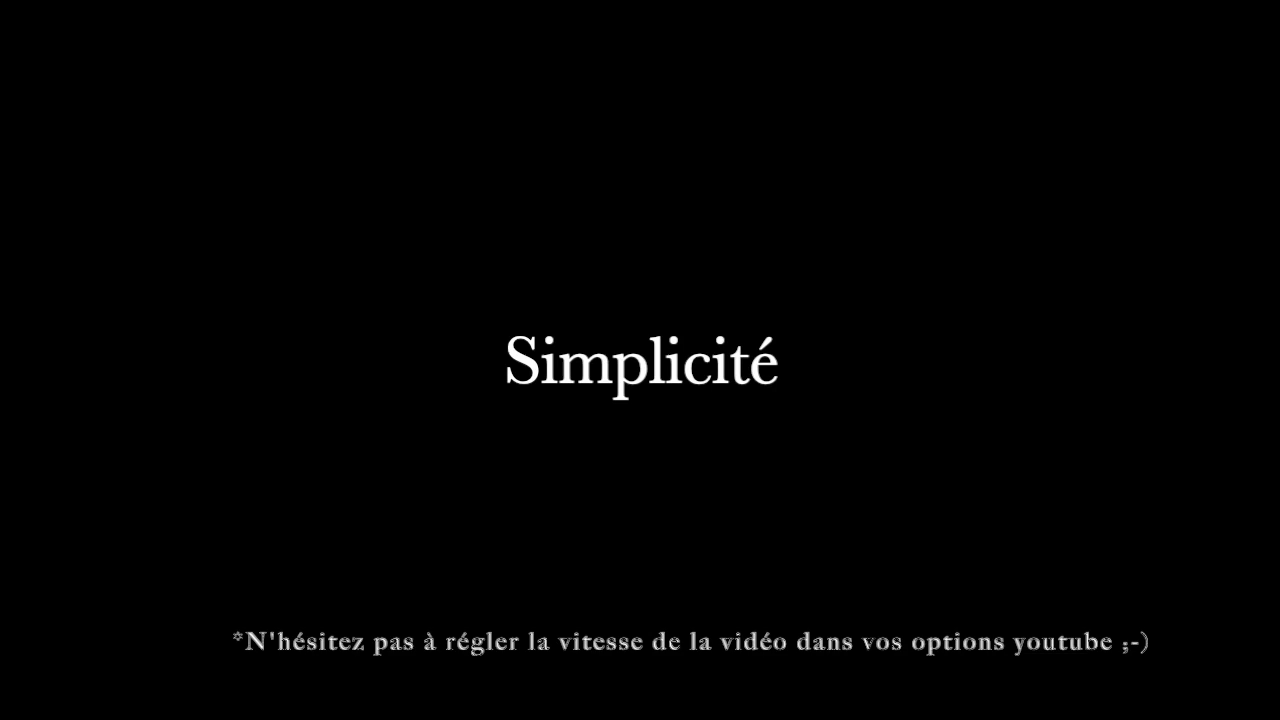 Simplicité
*N'hésitez pas à régler la vitesse de la vidéo dans vos options youtube ;-)